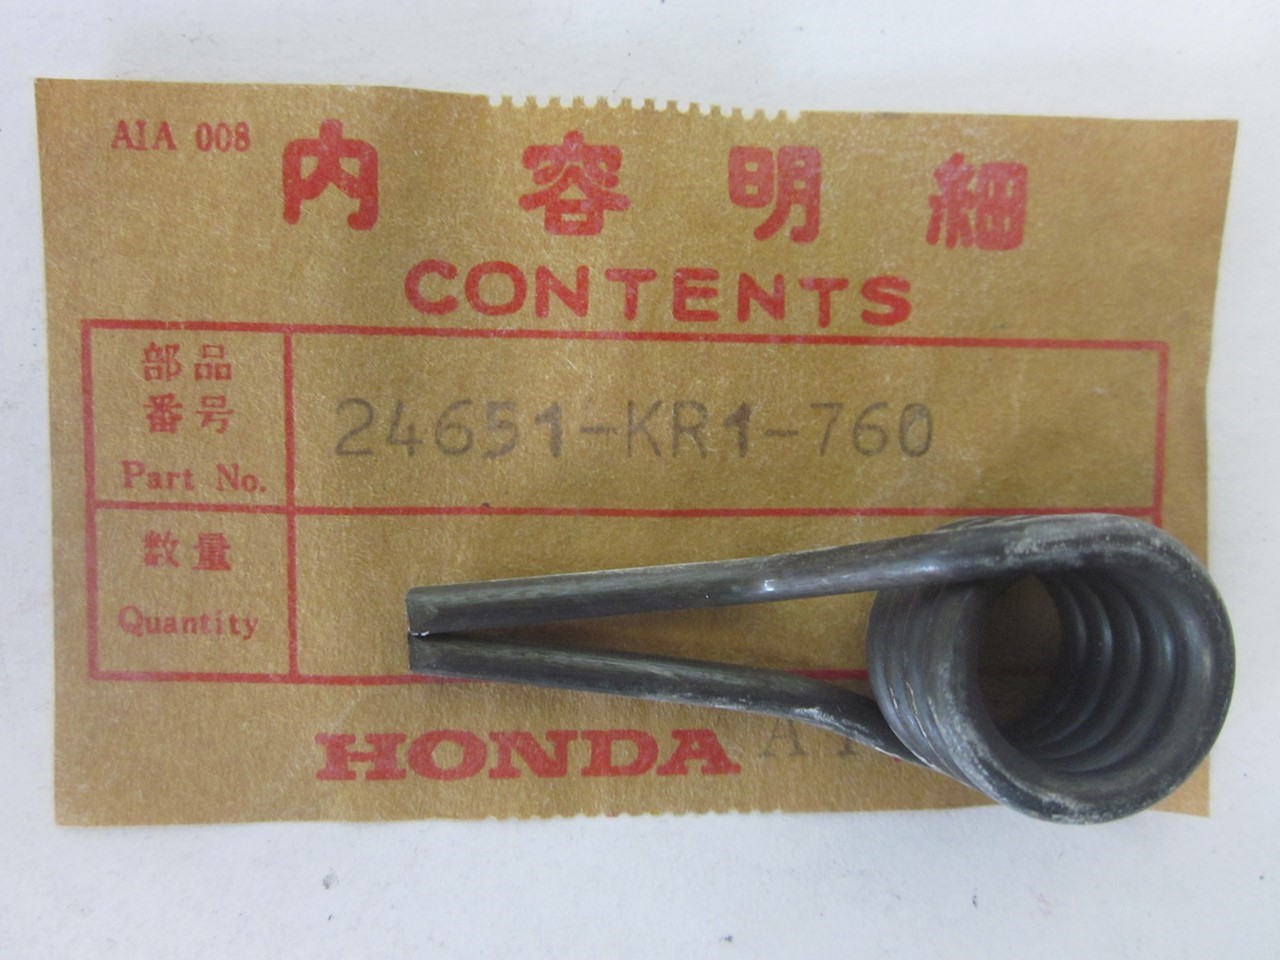 AIA 008
内容明細
CONTENTS
部品
番号
Part No.
24651-KR1-760
数量
Quantity
HONDA